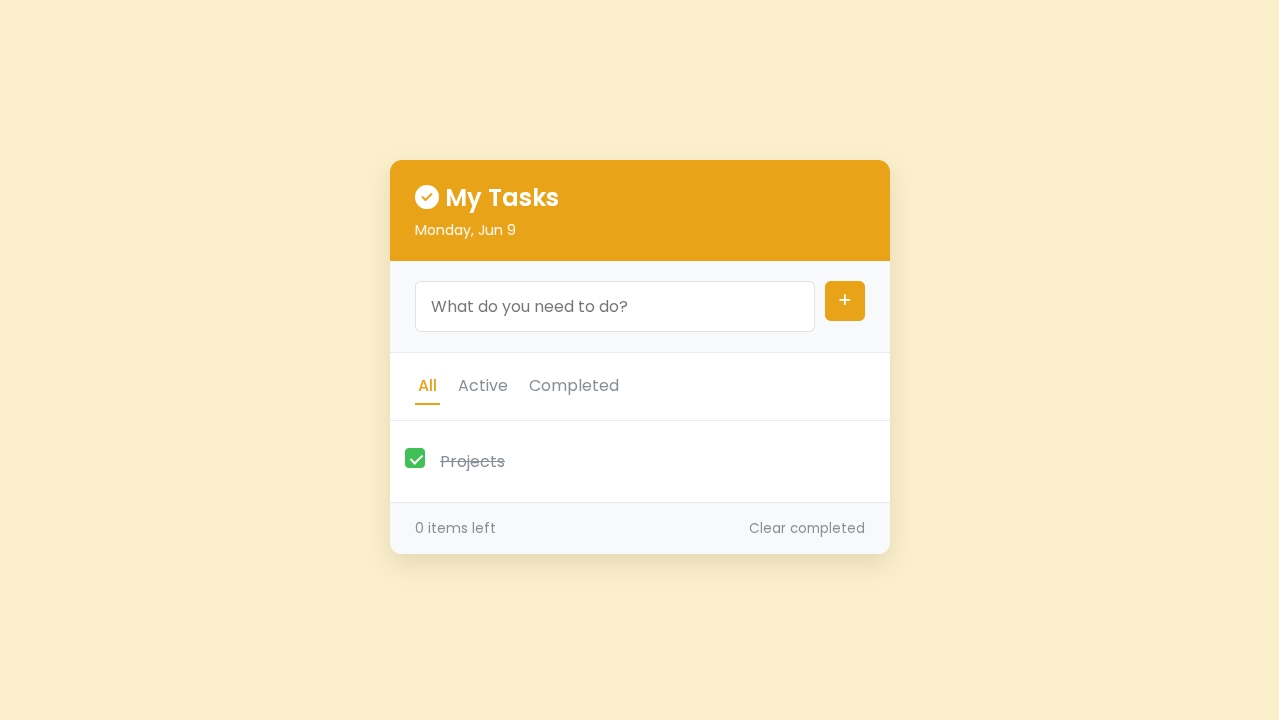 My Tasks
Monday, Jun 9
What do you need to do?
+
All Active Completed
Projects
0 items left Clear completed